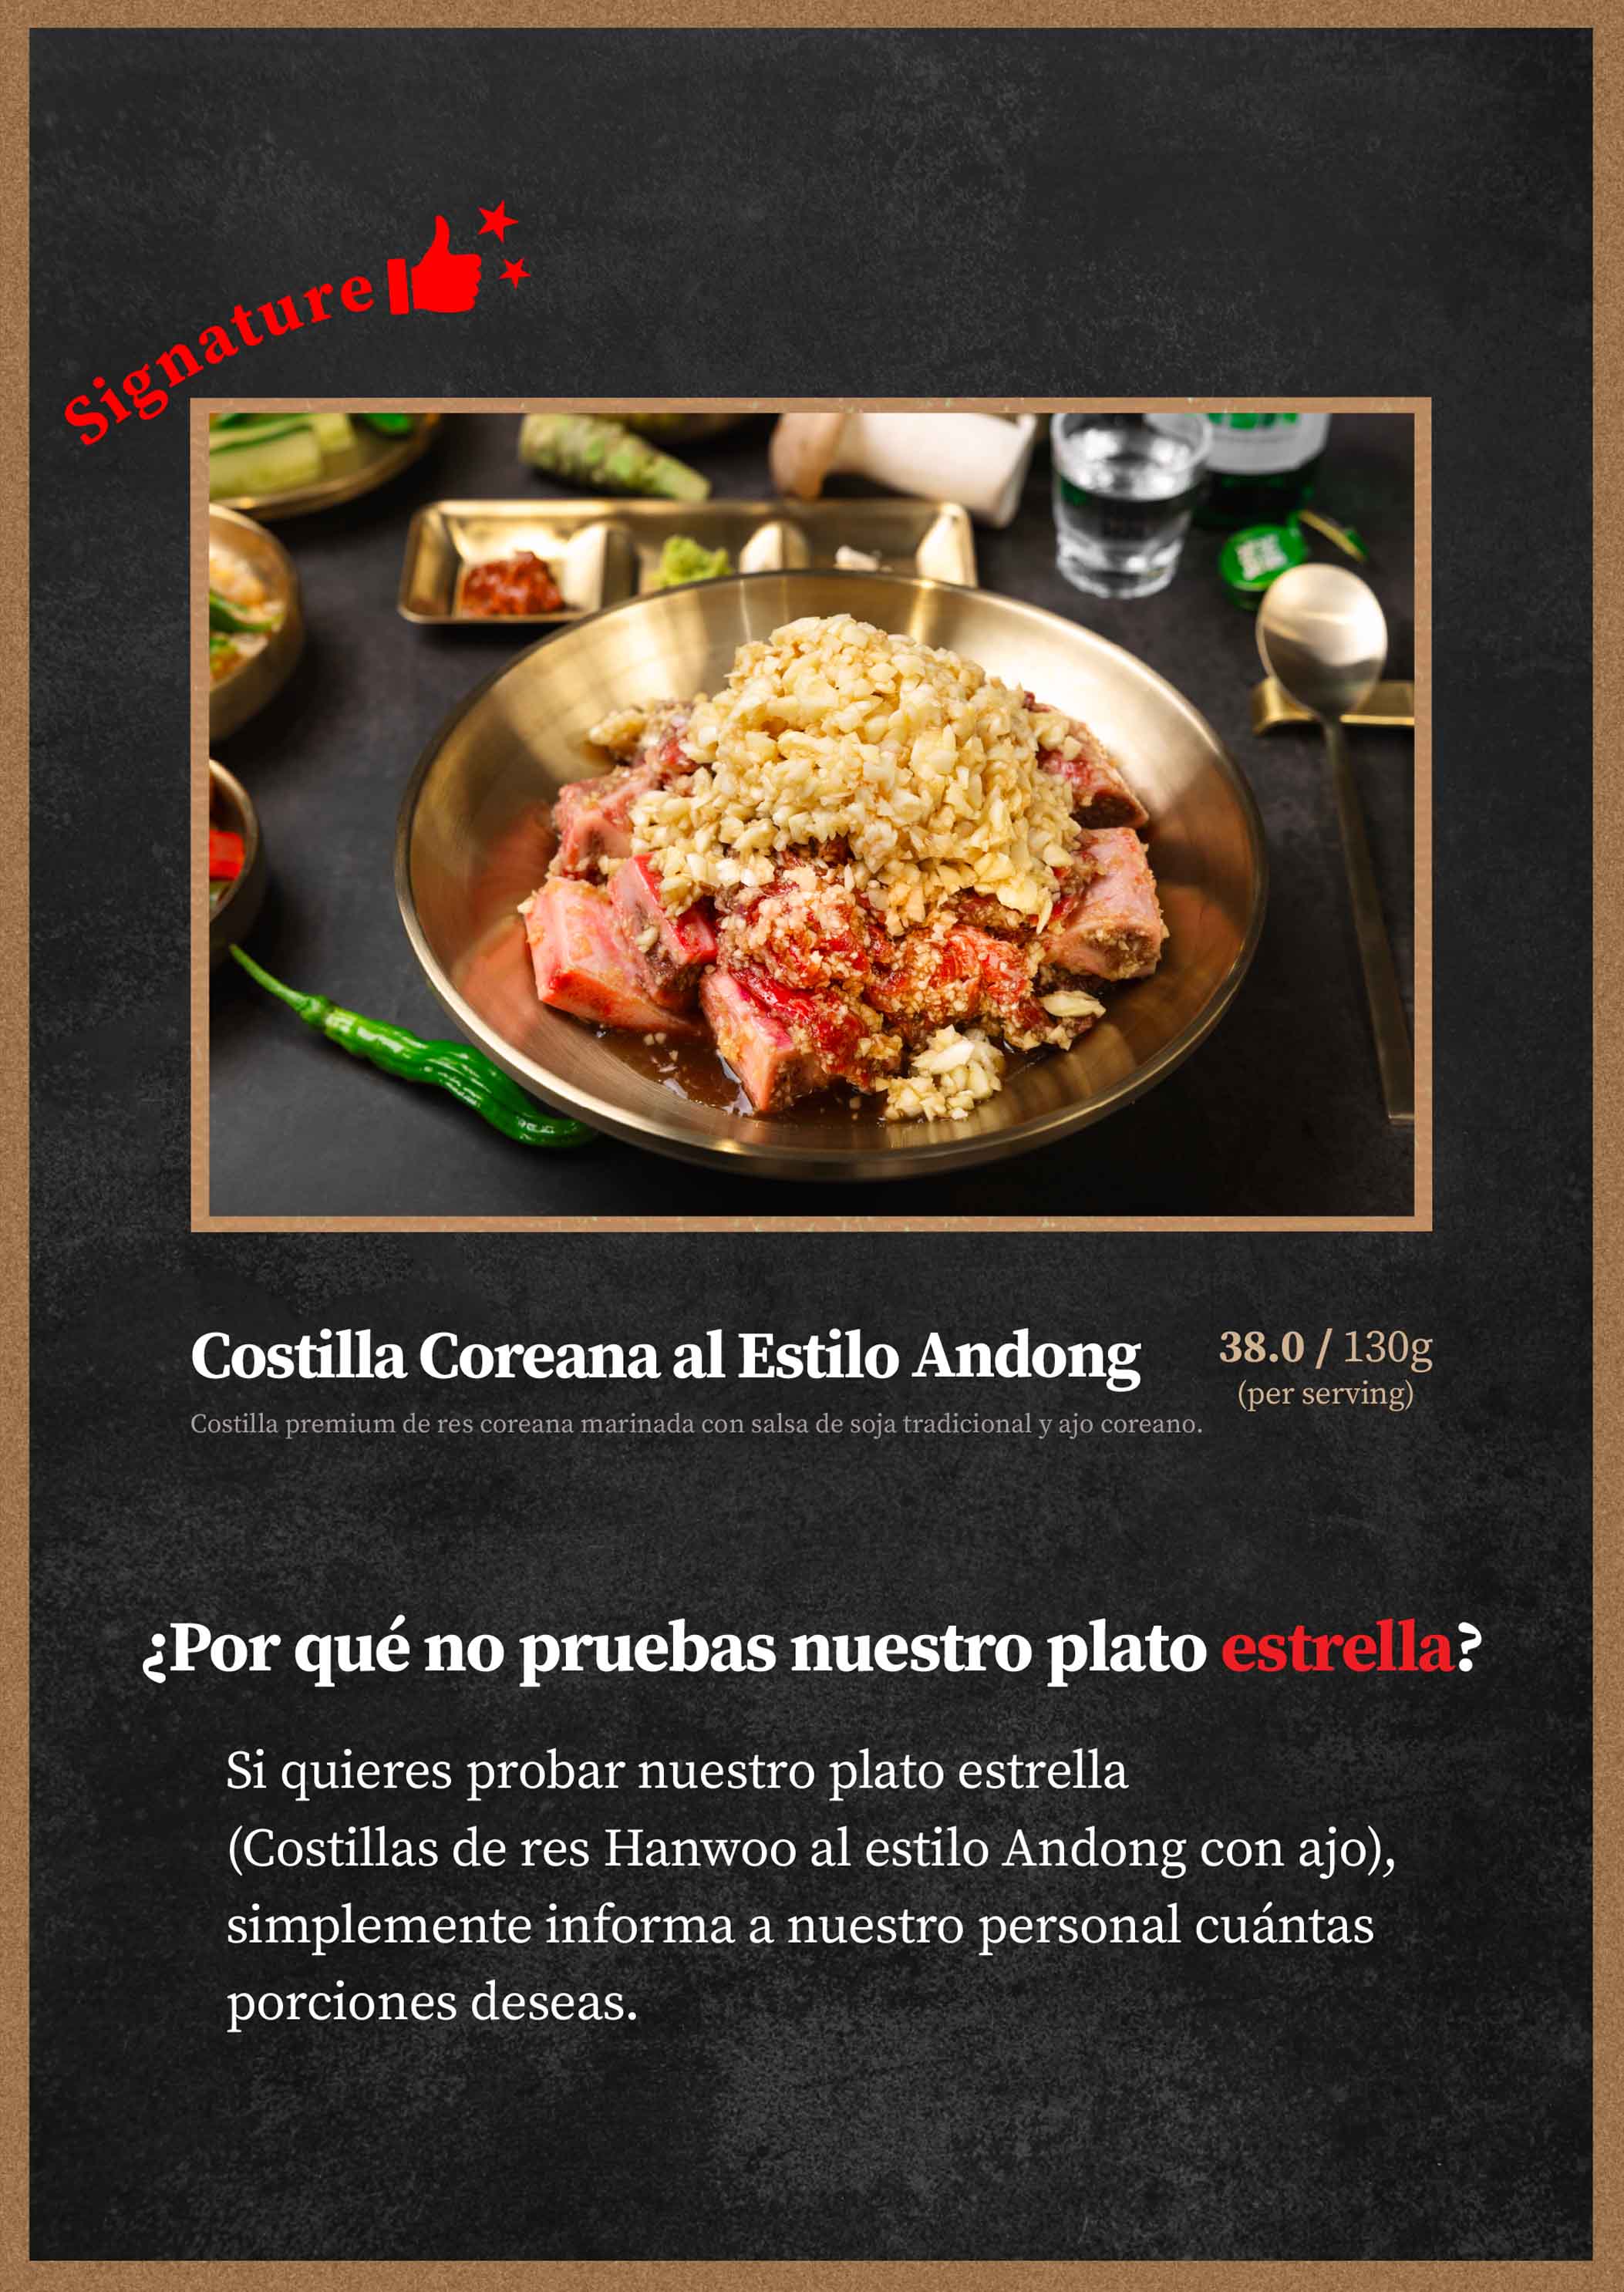 Signature
Costilla Coreana al Estilo Andong
38.0 / 130g
(per serving)
Costilla premium de res coreana marinada con salsa de soja tradicional y ajo coreano.
¿Por qué no pruebas nuestro plato estrella?
Si quieres probar nuestro plato estrella
(Costillas de res Hanwoo al estilo Andong con ajo),
simplemente informa a nuestro personal cuántas
porciones deseas.